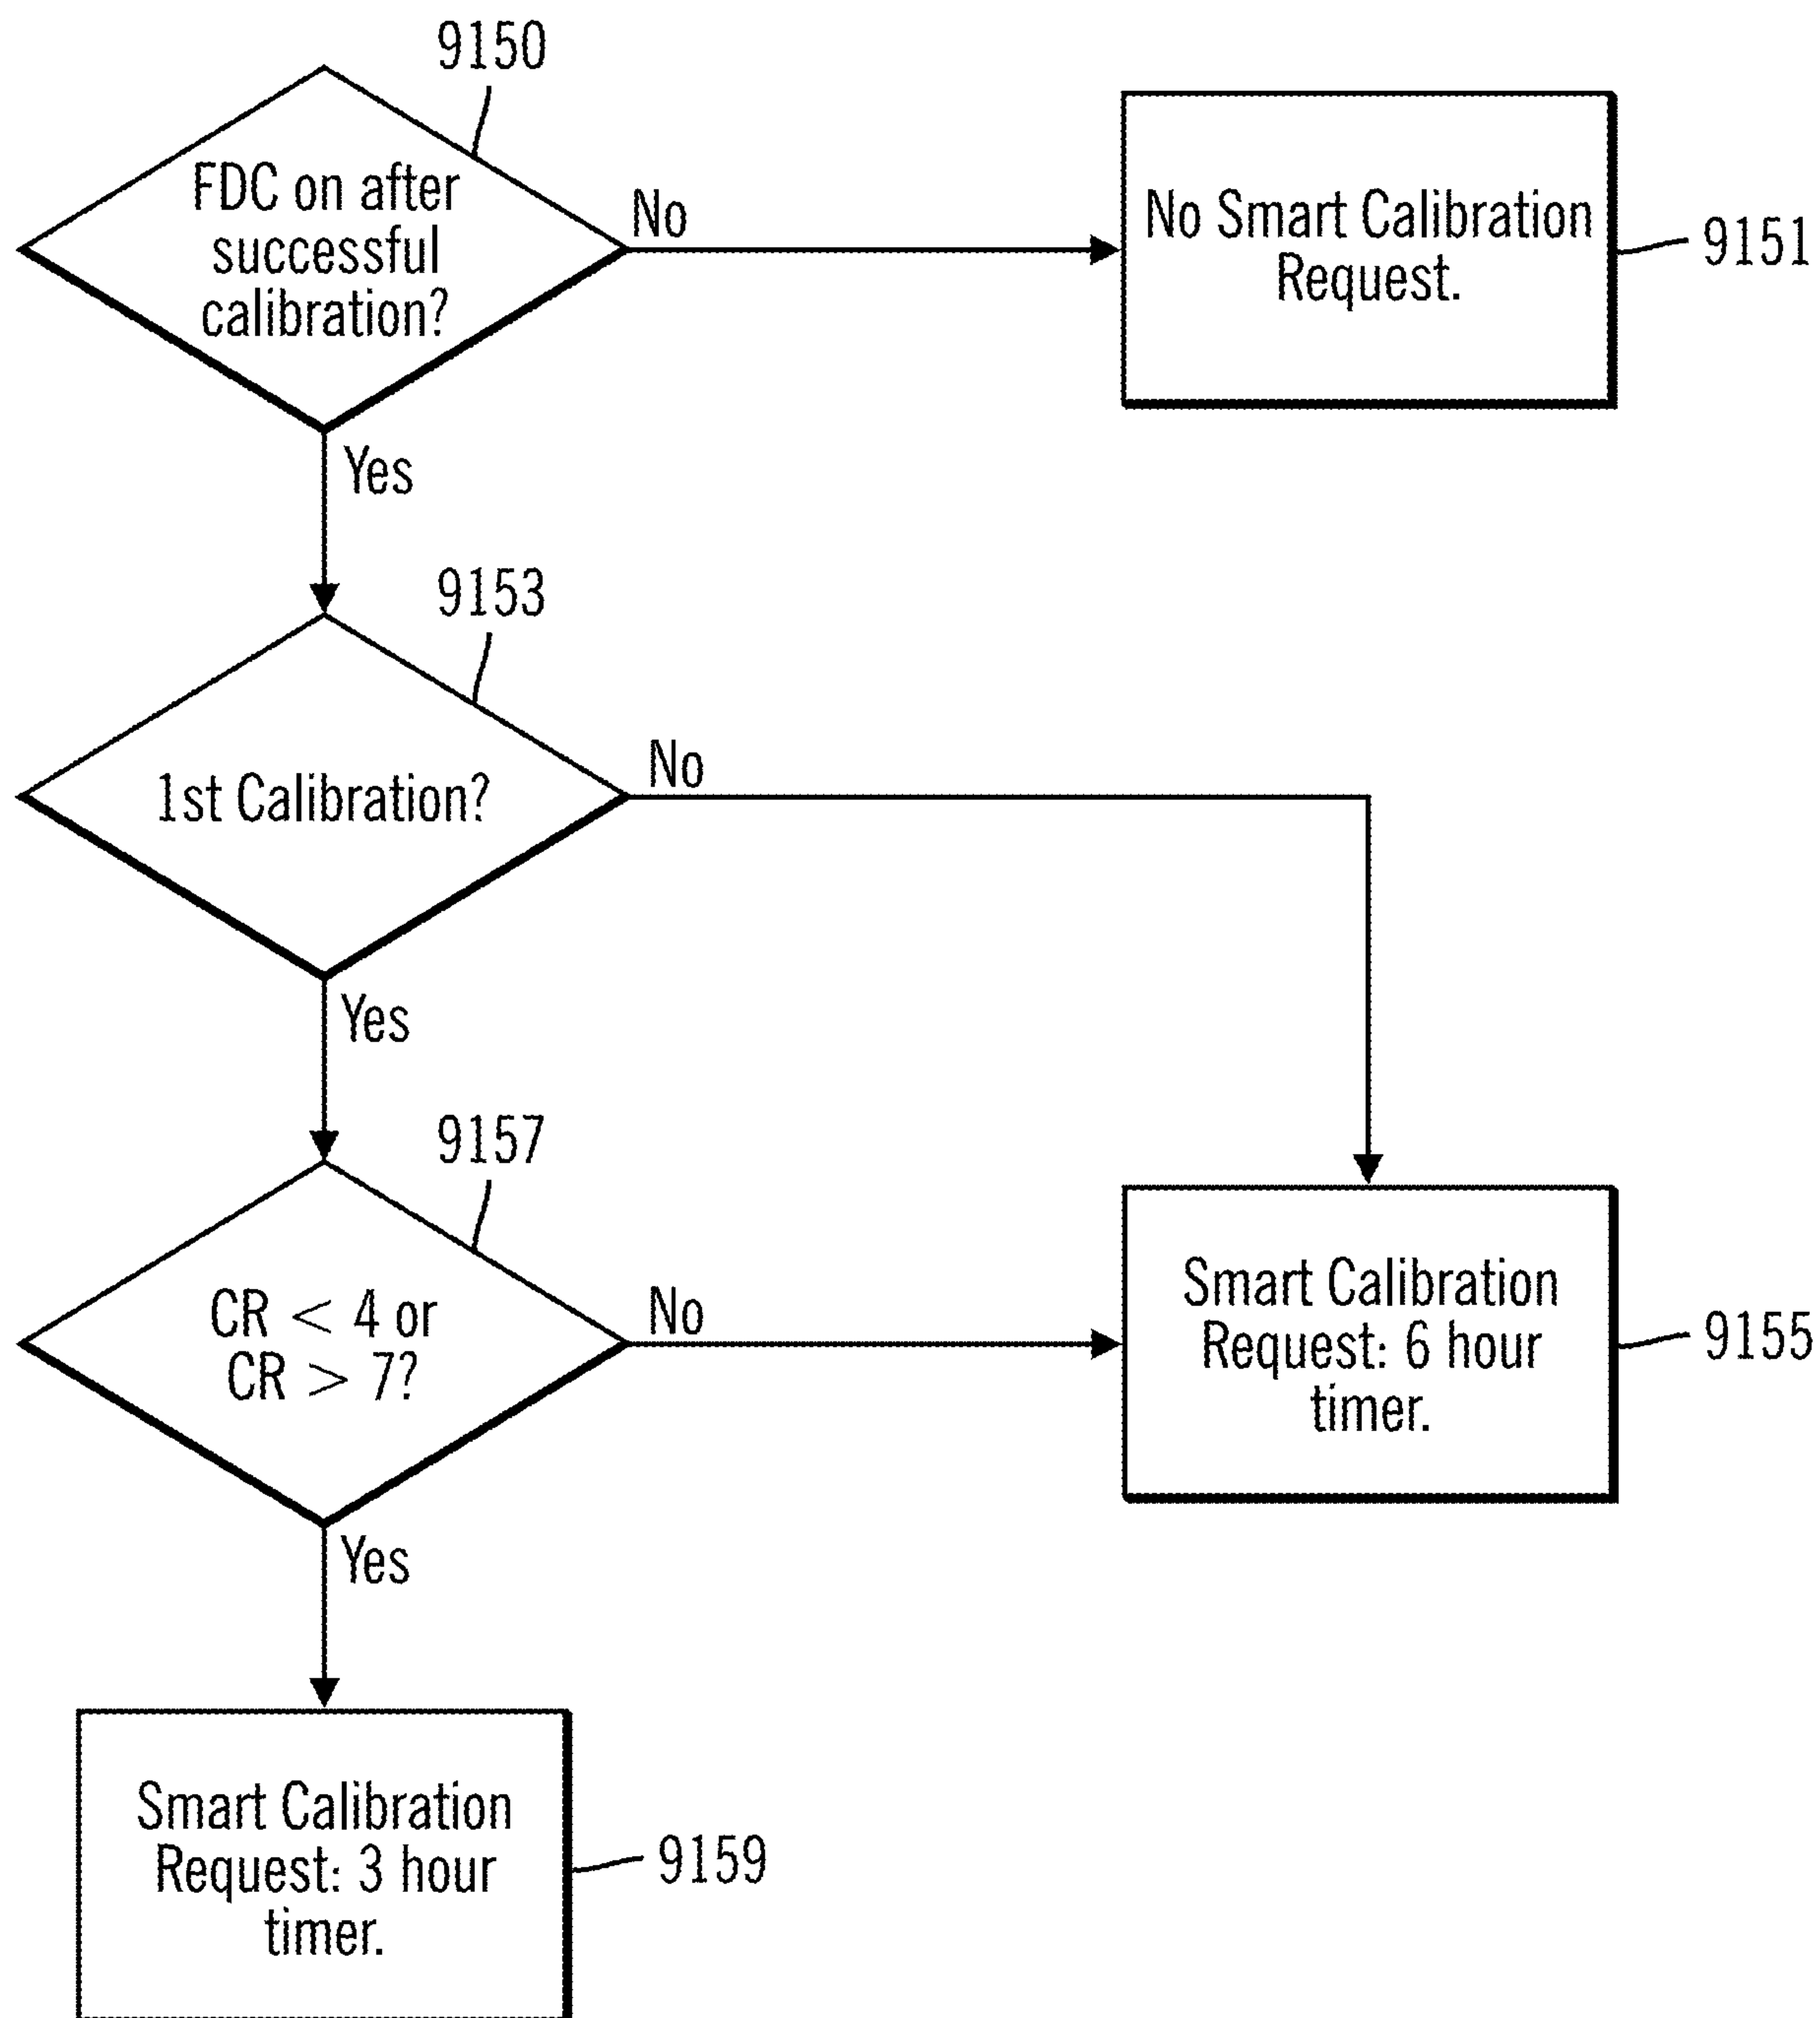 9150
FDC on after
successful
calibration?
No
No Smart Calibration
Request.
9151
Yes
9153
1st Calibration?
No
Yes
9157
CR < 4 or
CR > 7?
No
Smart Calibration
Request: 6 hour
timer.
9155
Yes
Smart Calibration
Request: 3 hour
timer.
9159